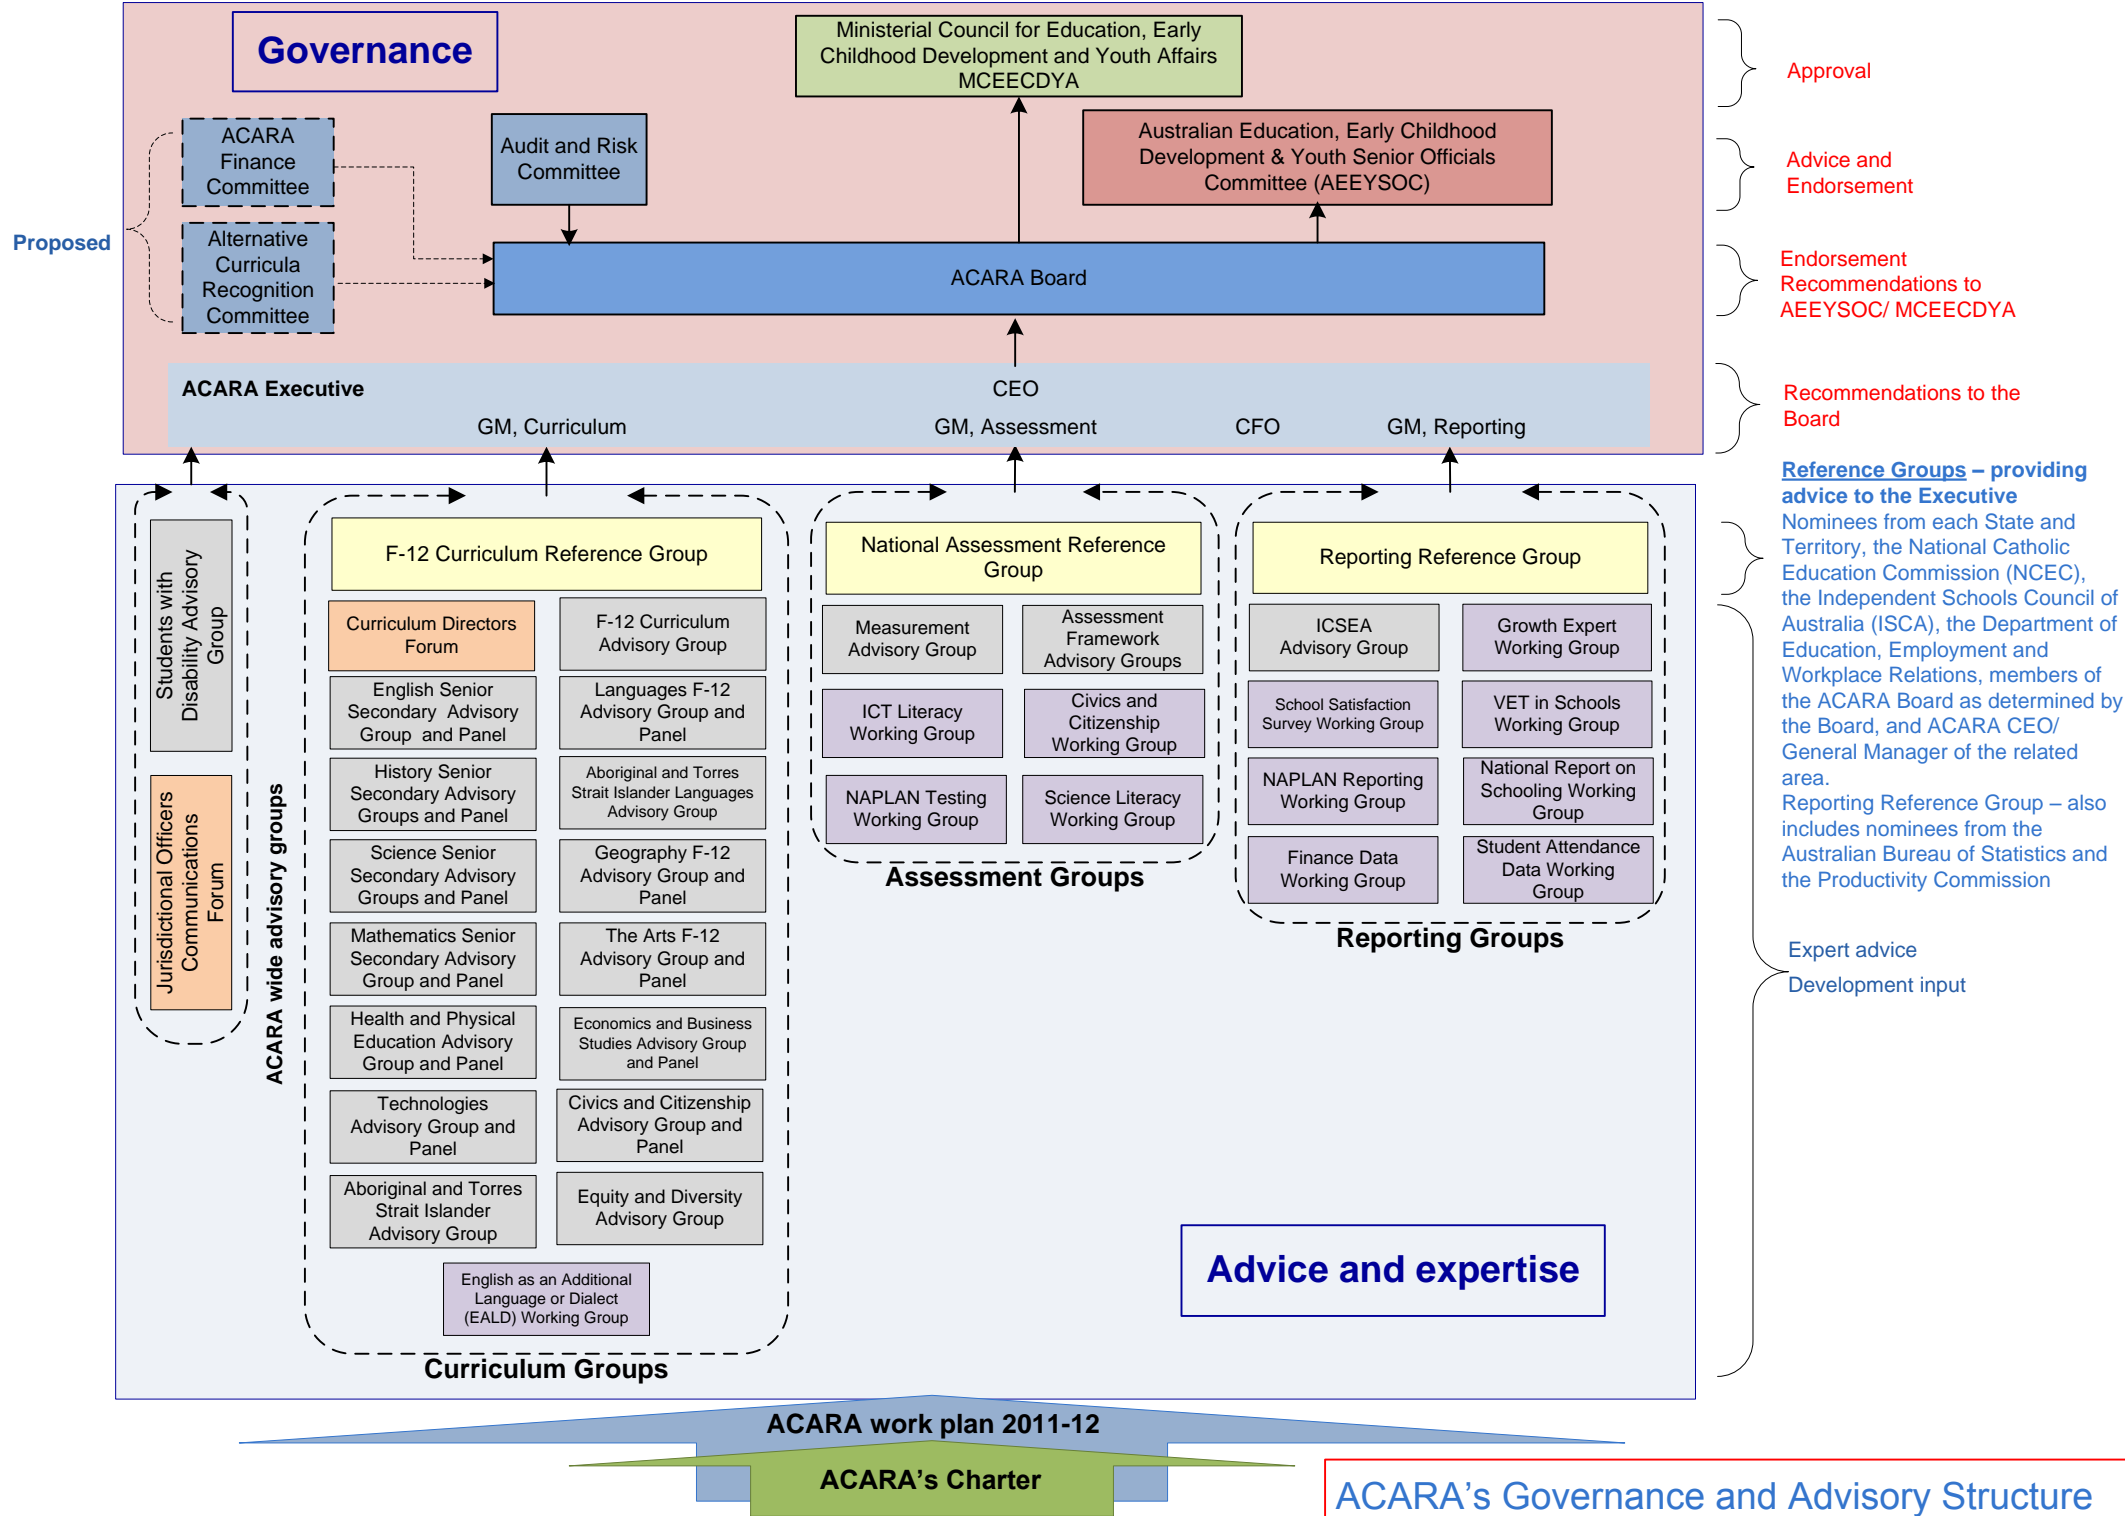 Governance
Ministerial Council for Education, Early
Childhood Development and Youth Affairs
MCEECDYA
Approval
ACARA
Finance
Committee
Audit and Risk
Committee
Australian Education, Early Childhood
Development & Youth Senior Officials
Committee (AEEYSOC)
Advice and
Endorsement
Proposed
Alternative
Curricula
Recognition
Committee
ACARA Board
Endorsement
Recommendations to
AEEYSOC/ MCEECDYA
ACARA Executive
CEO
GM, Curriculum
GM, Assessment
CFO
GM, Reporting
Recommendations to the
Board
Reference Groups – providing
advice to the Executive
Nominees from each State and
Territory, the National Catholic
Education Commission (NCEC),
the Independent Schools Council of
Australia (ISCA), the Department of
Education, Employment and
Workplace Relations, members of
the ACARA Board as determined by
the Board, and ACARA CEO/
General Manager of the related
area.
Reporting Reference Group – also
includes nominees from the
Australian Bureau of Statistics and
the Productivity Commission
Expert advice
Development input
Students with
Disability Advisory
Group
Jurisdictional Officers
Communications
Forum
ACARA wide advisory groups
F-12 Curriculum Reference Group
Curriculum Directors
Forum
F-12 Curriculum
Advisory Group
English Senior
Secondary  Advisory
Group  and Panel
Languages F-12
Advisory Group and
Panel
History Senior
Secondary Advisory
Groups and Panel
Aboriginal and Torres
Strait Islander Languages
Advisory Group
Science Senior
Secondary Advisory
Groups and Panel
Geography F-12
Advisory Group and
Panel
Mathematics Senior
Secondary Advisory
Group and Panel
The Arts F-12
Advisory Group and
Panel
Health and Physical
Education Advisory
Group and Panel
Economics and Business
Studies Advisory Group
and Panel
Technologies
Advisory Group and
Panel
Civics and Citizenship
Advisory Group and
Panel
Aboriginal and Torres
Strait Islander
Advisory Group
Equity and Diversity
Advisory Group
English as an Additional
Language or Dialect
(EALD) Working Group
Curriculum Groups
National Assessment Reference
Group
Measurement
Advisory Group
Assessment
Framework
Advisory Groups
ICT Literacy
Working Group
Civics and
Citizenship
Working Group
NAPLAN Testing
Working Group
Science Literacy
Working Group
Assessment Groups
Reporting Reference Group
ICSEA
Advisory Group
Growth Expert
Working Group
School Satisfaction
Survey Working Group
VET in Schools
Working Group
NAPLAN Reporting
Working Group
National Report on
Schooling Working
Group
Finance Data
Working Group
Student Attendance
Data Working
Group
Reporting Groups
Advice and expertise
ACARA work plan 2011-12
ACARA's Charter
ACARA's Governance and Advisory Structure